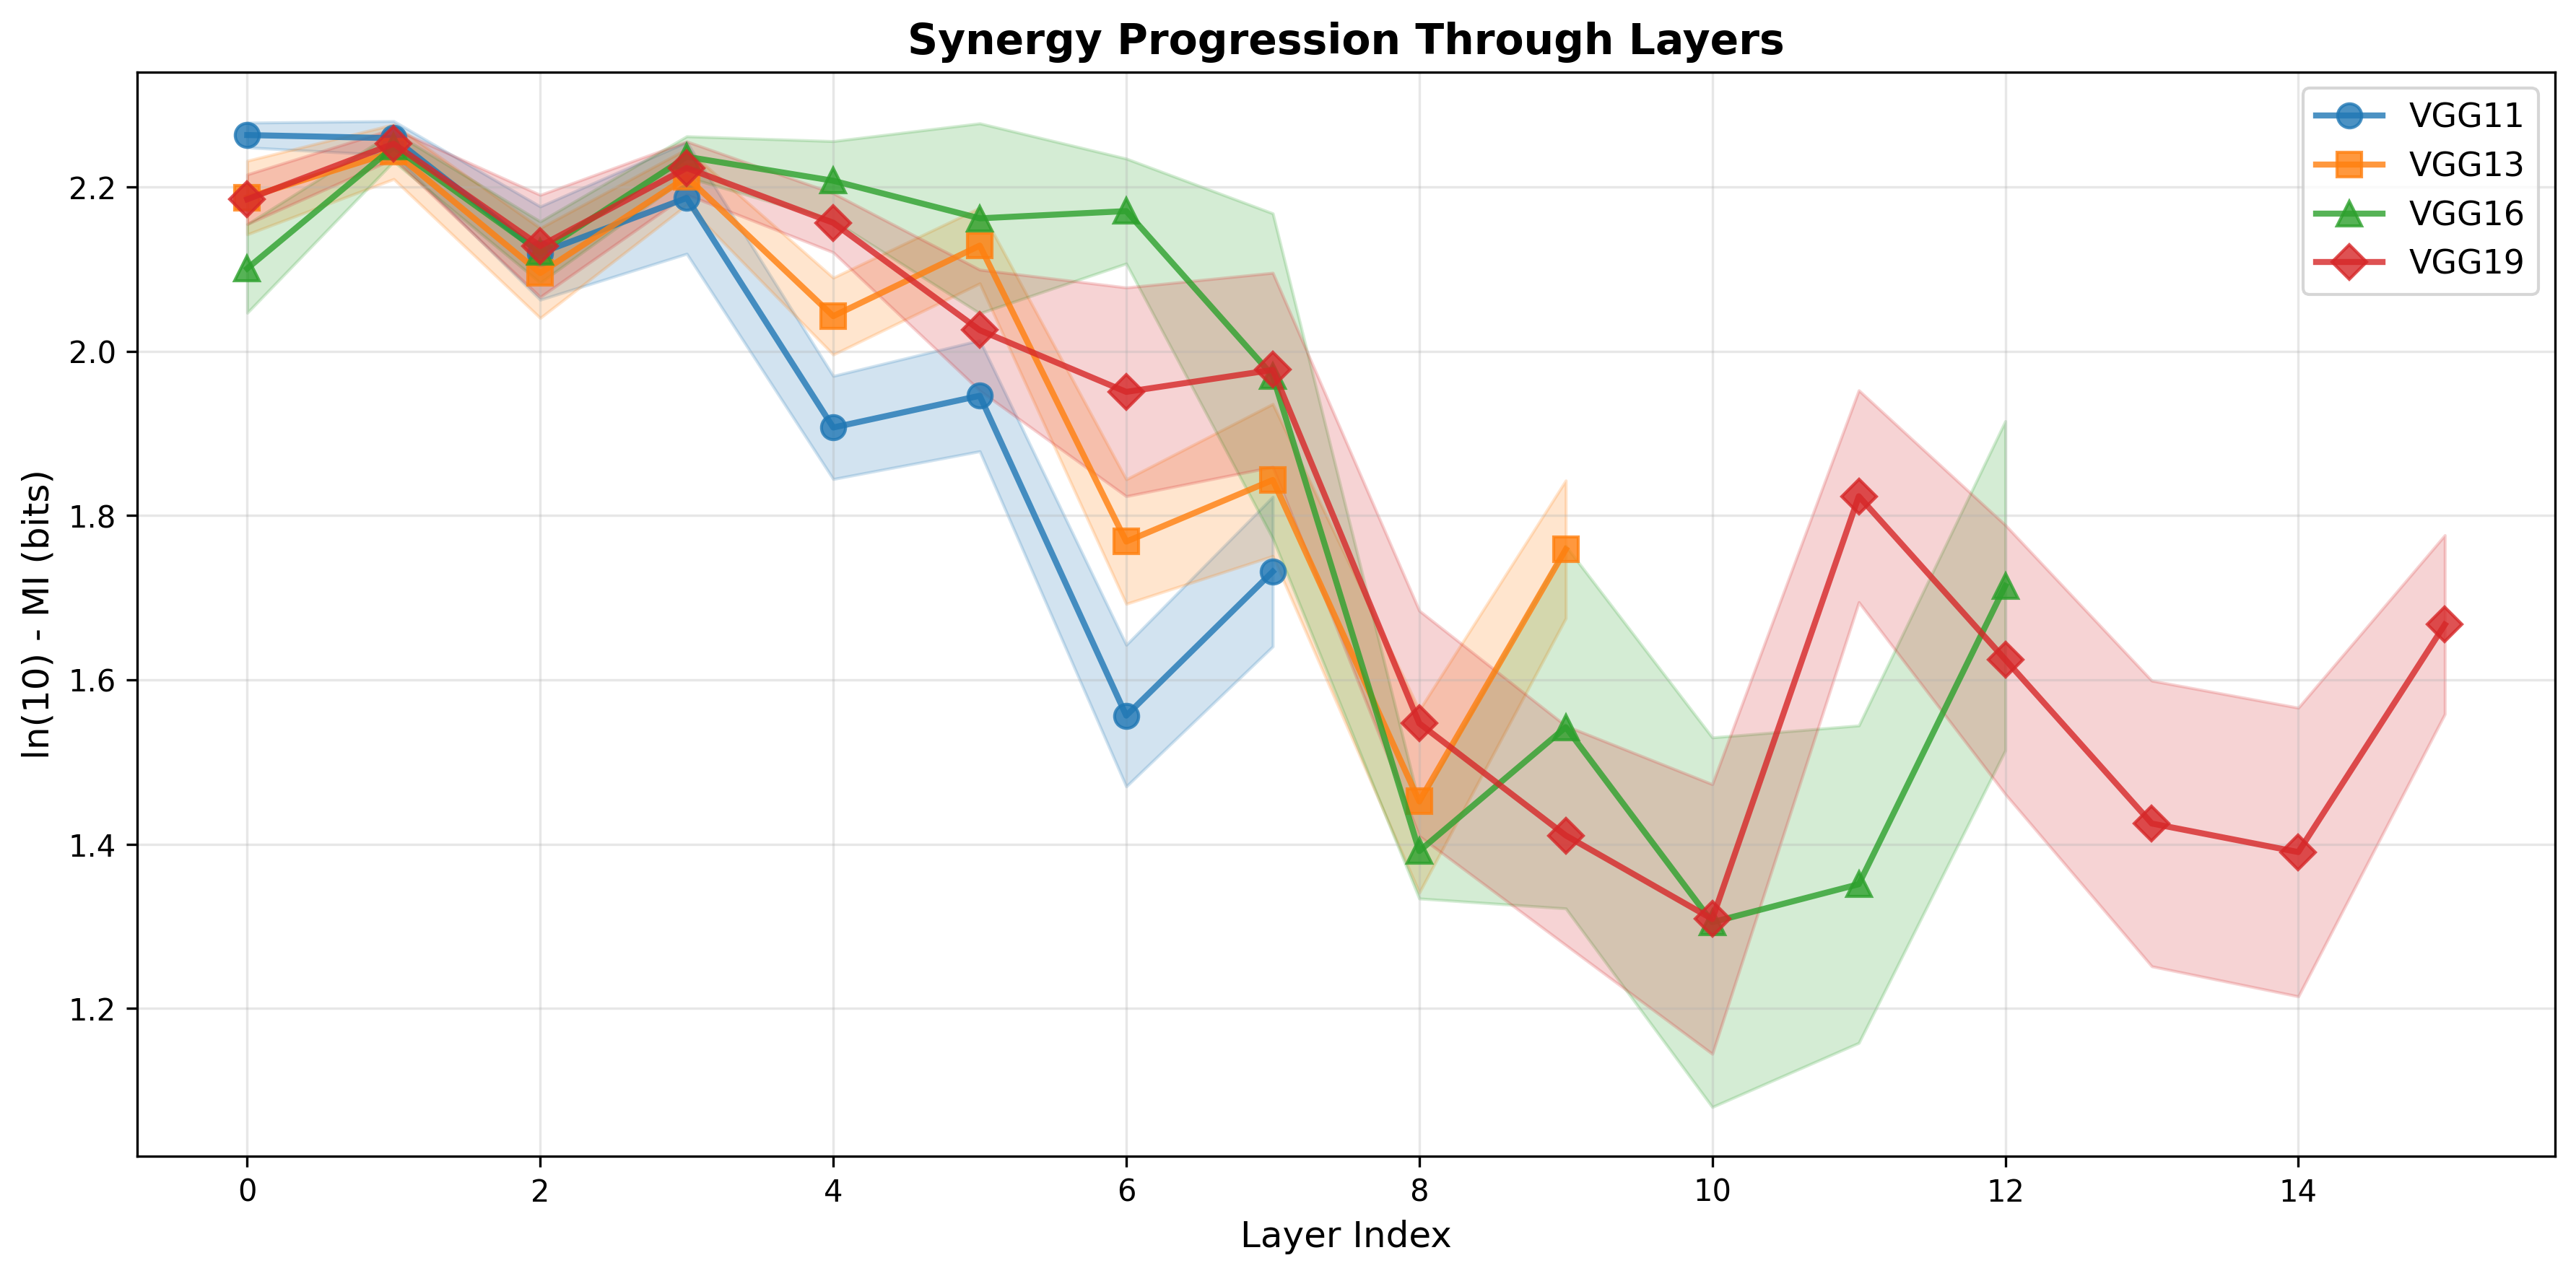 Synergy Progression Through Layers
VGG11
VGG13
VGG16
VGG19
ln(10) - MI (bits)
2.2
2.0
1.8
1.6
1.4
1.2
0 2 4 6 8 10 12 14
Layer Index